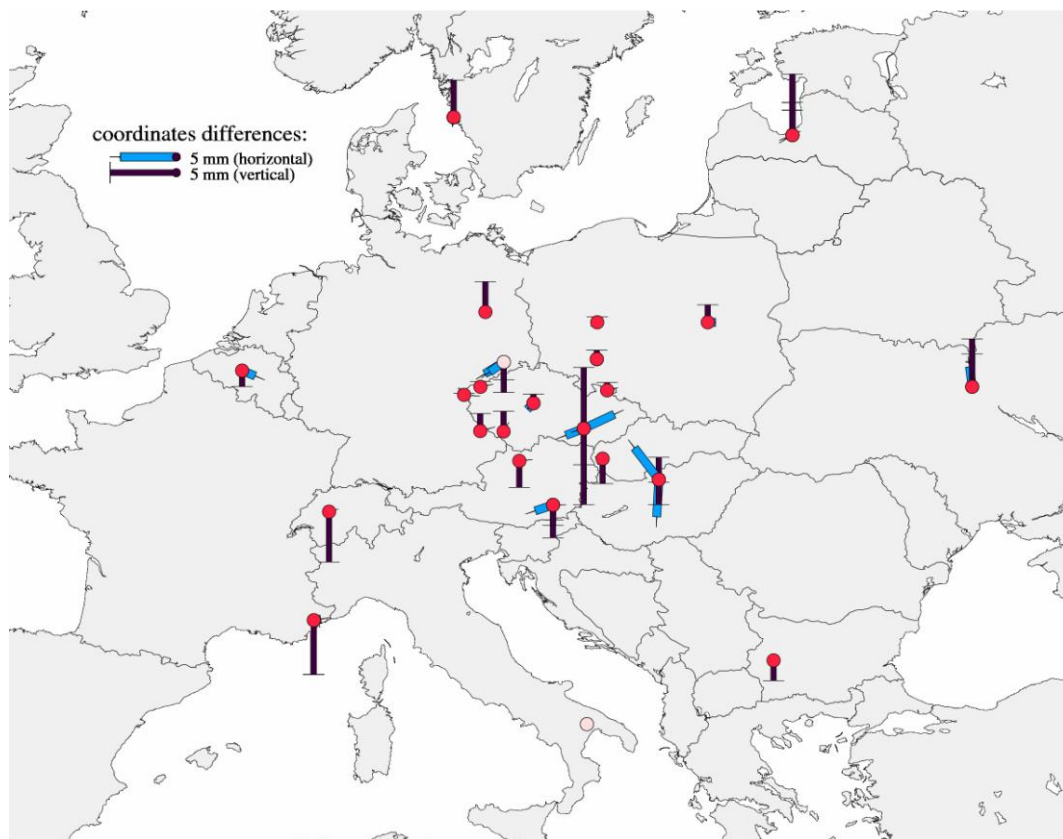 coordinates differences:
5 mm (horizontal)
5 mm (vertical)